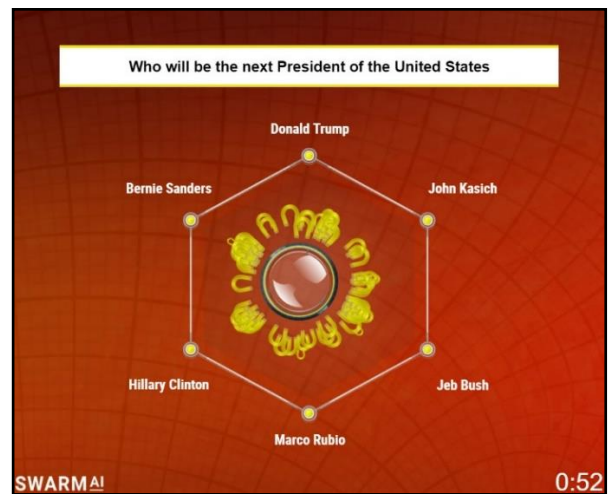 Who will be the next President of the United States
Donald Trump
Bernie Sanders
John Kasich
Hillary Clinton
Jeb Bush
Marco Rubio
SWARM AI
0:52